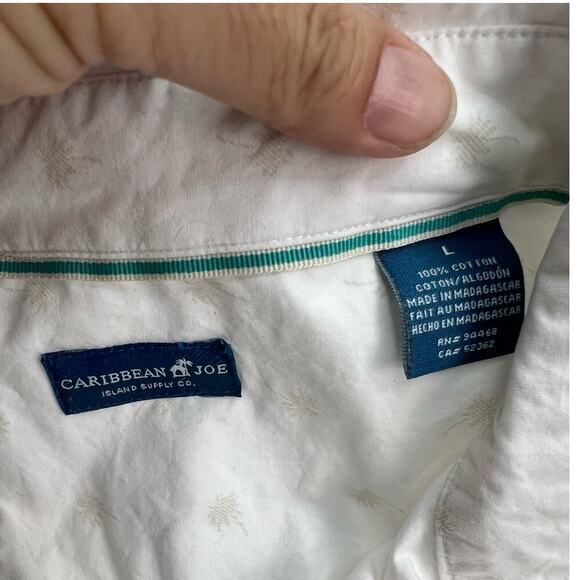 CARIBBEAN JOE
ISLAND SUPPLY CO.
L
100% COTTON
COTON/ALGODÓN
MADE IN MADAGASCAR
FAIT AU MADAGASCAR
HECHO EN MADAGASCAR
RN# 94468
CA# 52362